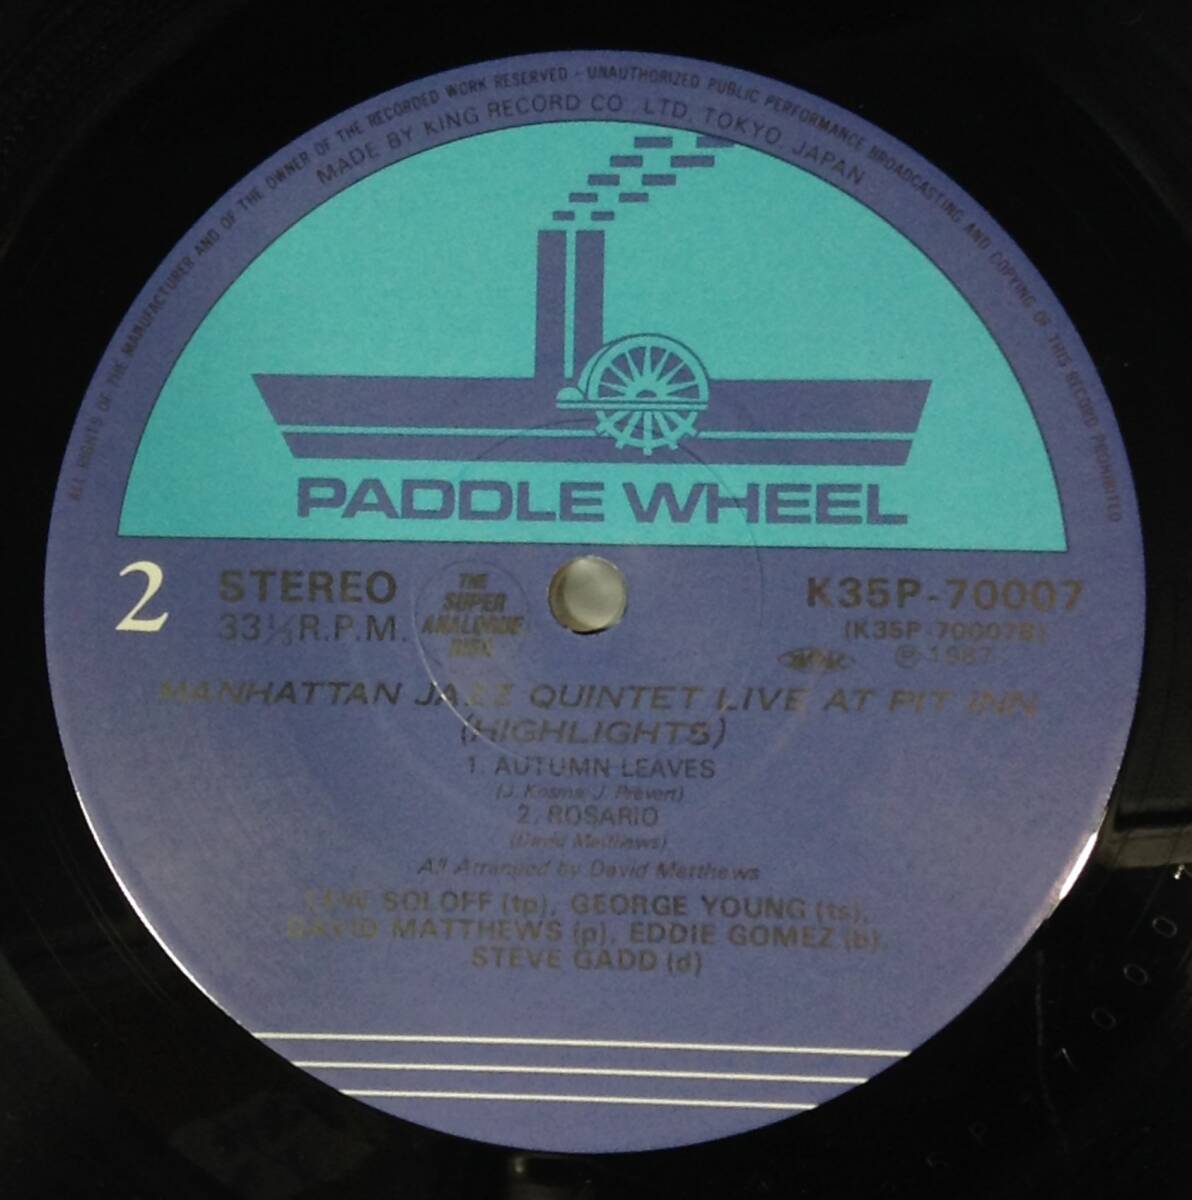 ALL RIGHTS OF THE MANUFACTURER AND OF THE OWNER OF THE RECORDED WORK RESERVED - UNAUTHORIZED PUBLIC PERFORMANCE BROADCASTING AND COPYING OF THIS RECORD PROHIBITED
MADE BY KING RECORD CO. LTD. TOKYO. JAPAN
PADDLE WHEEL
2 STEREO
33⅓ R.P.M.
THE
SUPER
ANALOGUE
DISC
K35P-70007
(K35P-70007B)
℗ 1987
MANHATTAN JAZZ QUINTET LIVE AT PIT INN
(HIGHLIGHTS)
1. AUTUMN LEAVES
(J. Kosma-J. Prévert)
2. ROSARIO
(David Matthews)
All Arranged by David Matthews
LEW SOLOFF (tp), GEORGE YOUNG (ts),
DAVID MATTHEWS (p), EDDIE GOMEZ (b),
STEVE GADD (d)